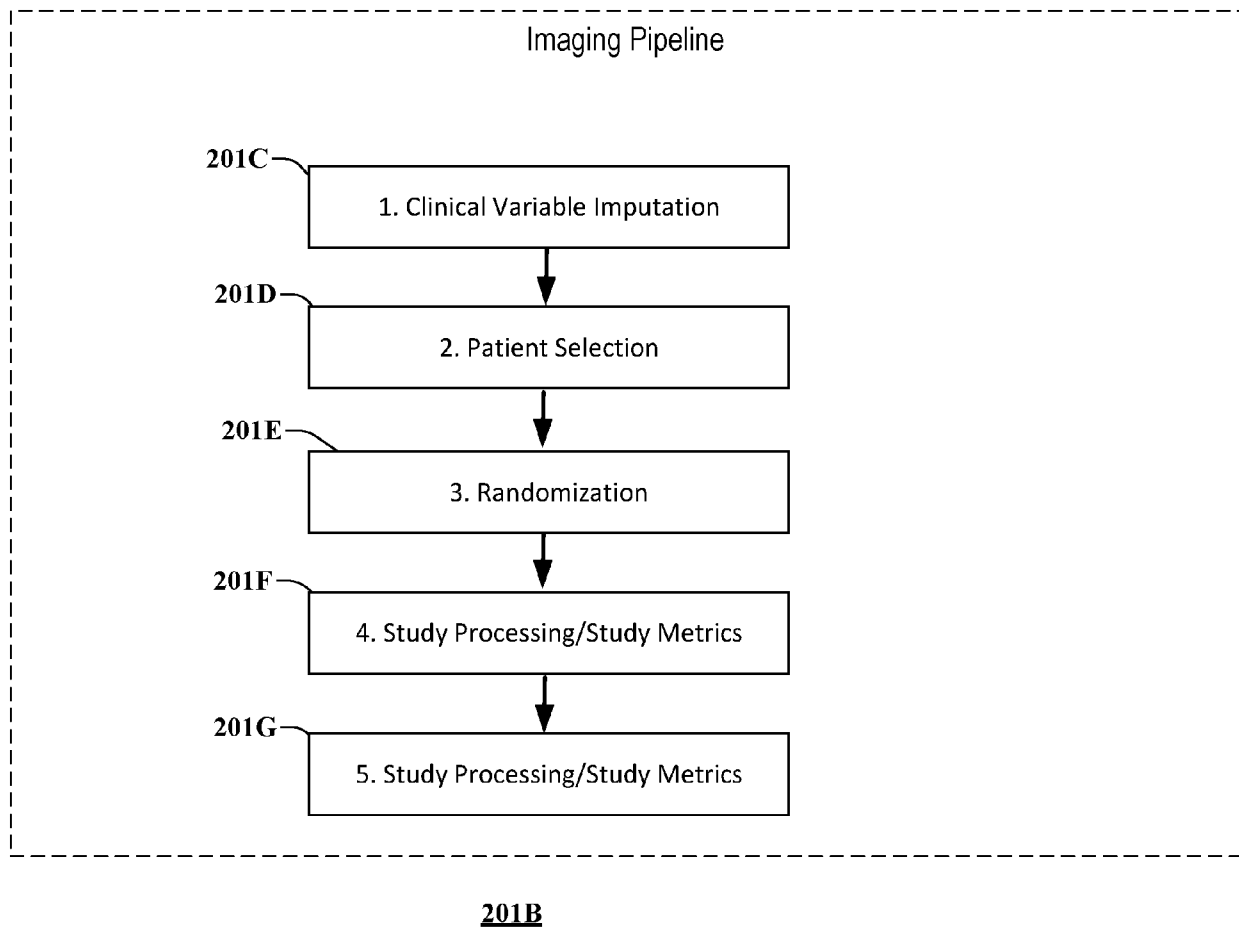 Imaging Pipeline
201C
1. Clinical Variable Imputation
201D
2. Patient Selection
201E
3. Randomization
201F
4. Study Processing/Study Metrics
201G
5. Study Processing/Study Metrics
201B